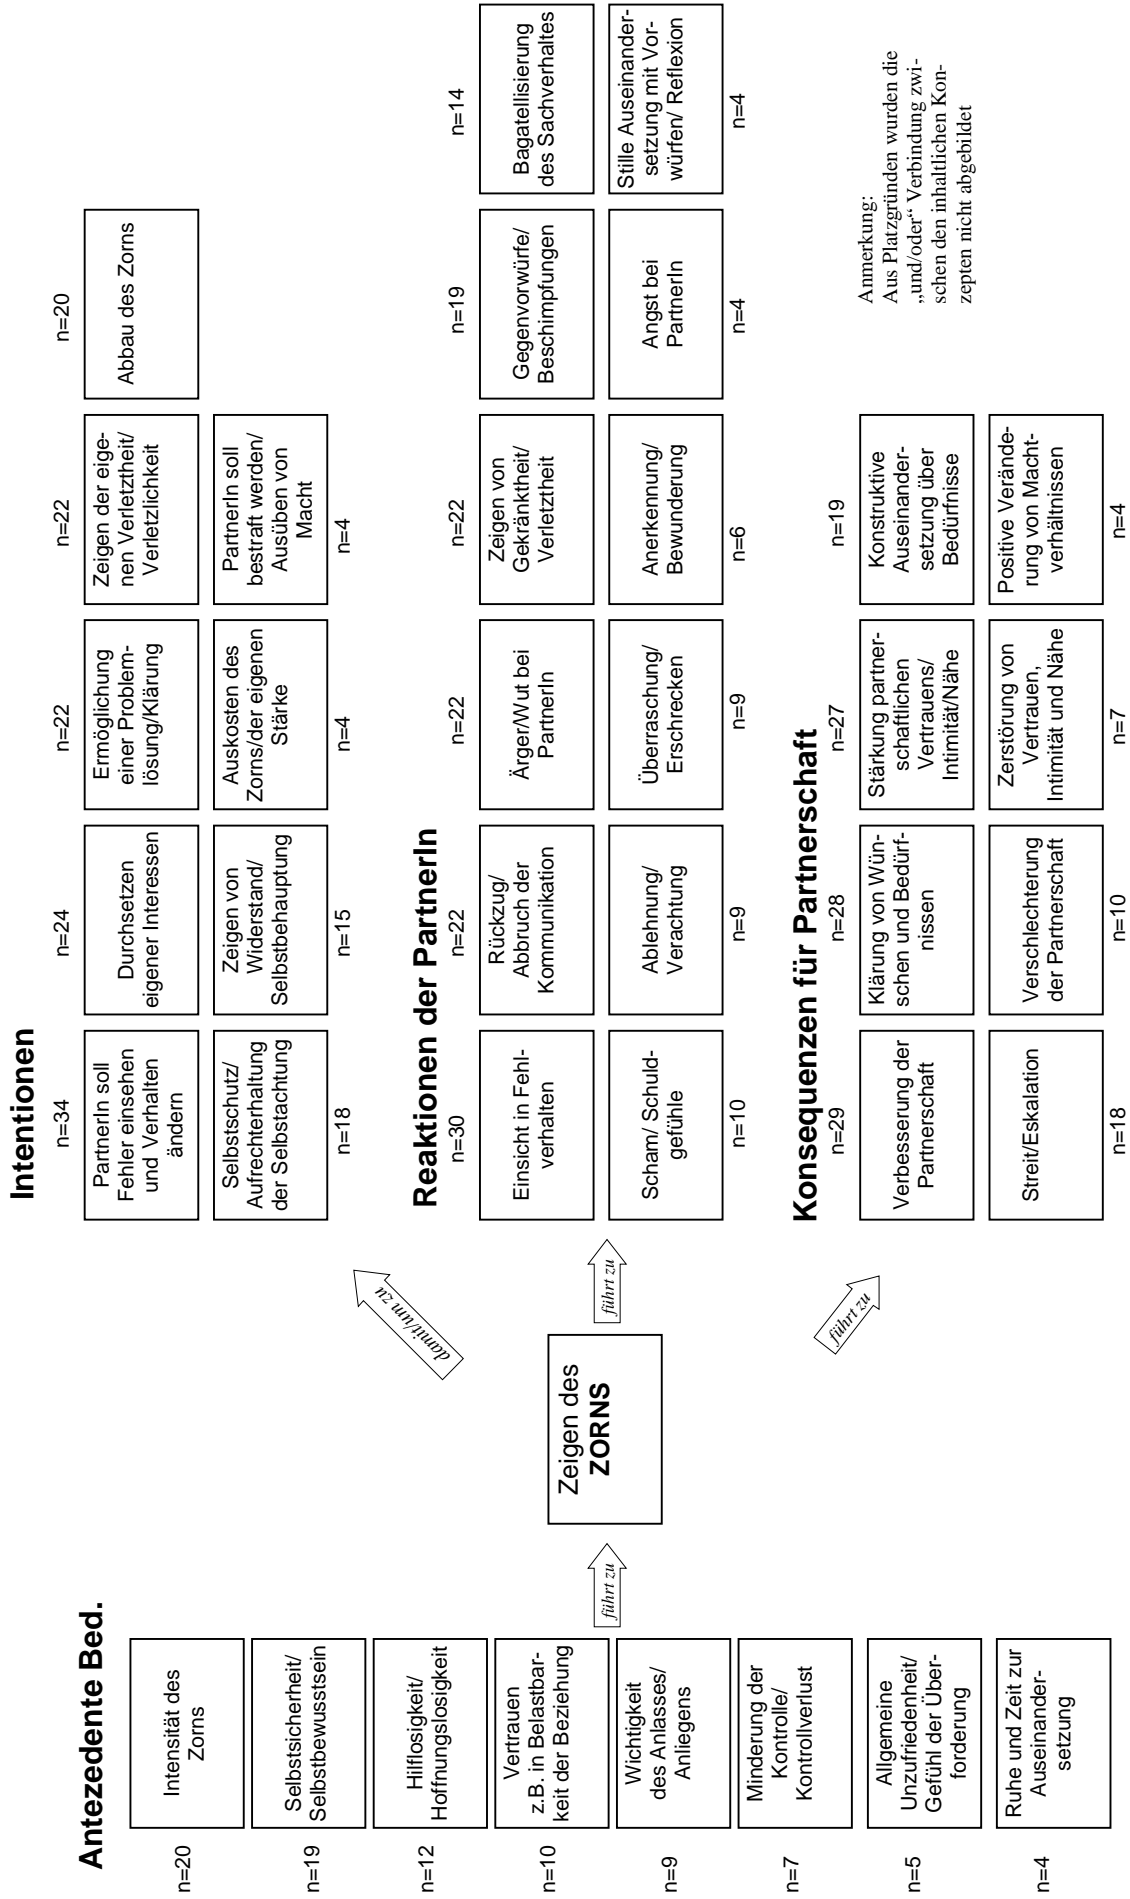 Antezedente Bed.
n=20
Intensität des
Zorns
n=19
Selbstsicherheit/
Selbstbewusstsein
n=12
Hilflosigkeit/
Hoffnungslosigkeit
n=10
Vertrauen
z.B. in Belastbar-
keit der Beziehung
n=9
Wichtigkeit
des Anlasses/
Anliegens
n=7
Minderung der
Kontrolle/
Kontrollverlust
n=5
Allgemeine
Unzufriedenheit/
Gefühl der Über-
forderung
n=4
Ruhe und Zeit zur
Auseinander-
setzung
führt zu
Zeigen des
ZORNS
damit/um zu
führt zu
führt zu
Intentionen
n=34
PartnerIn soll
Fehler einsehen
und Verhalten
ändern
n=24
Durchsetzen
eigener Interessen
n=22
Ermöglichung
einer Problem-
lösung/Klärung
n=22
Zeigen der eige-
nen Verletztheit/
Verletzlichkeit
n=20
Abbau des Zorns
Selbstschutz/
Aufrechterhaltung
der Selbstachtung
n=18
Zeigen von
Widerstand/
Selbstbehauptung
n=15
Auskosten des
Zorns/der eigenen
Stärke
n=4
PartnerIn soll
bestraft werden/
Ausüben von
Macht
n=4
Reaktionen der PartnerIn
n=30
Einsicht in Fehl-
verhalten
n=22
Rückzug/
Abbruch der
Kommunikation
n=22
Ärger/Wut bei
PartnerIn
n=22
Zeigen von
Gekränktheit/
Verletztheit
n=19
Gegenvorwürfe/
Beschimpfungen
n=14
Bagatellisierung
des Sachverhaltes
Scham/ Schuld-
gefühle
n=10
Ablehnung/
Verachtung
n=9
Überraschung/
Erschrecken
n=9
Anerkennung/
Bewunderung
n=6
Angst bei
PartnerIn
n=4
Stille Auseinander-
setzung mit Vor-
würfen/ Reflexion
n=4
Konsequenzen für Partnerschaft
n=29
Verbesserung der
Partnerschaft
n=28
Klärung von Wün-
schen und Bedürf-
nissen
n=27
Stärkung partner-
schaftlichen
Vertrauens/
Intimität/Nähe
n=19
Konstruktive
Auseinander-
setzung über
Bedürfnisse
Streit/Eskalation
n=18
Verschlechterung
der Partnerschaft
n=10
Zerstörung von
Vertrauen,
Intimität und Nähe
n=7
Positive Verände-
rung von Macht-
verhältnissen
n=4
Anmerkung:
Aus Platzgründen wurden die
„und/oder“ Verbindung zwi-
schen den inhaltlichen Kon-
zepten nicht abgebildet